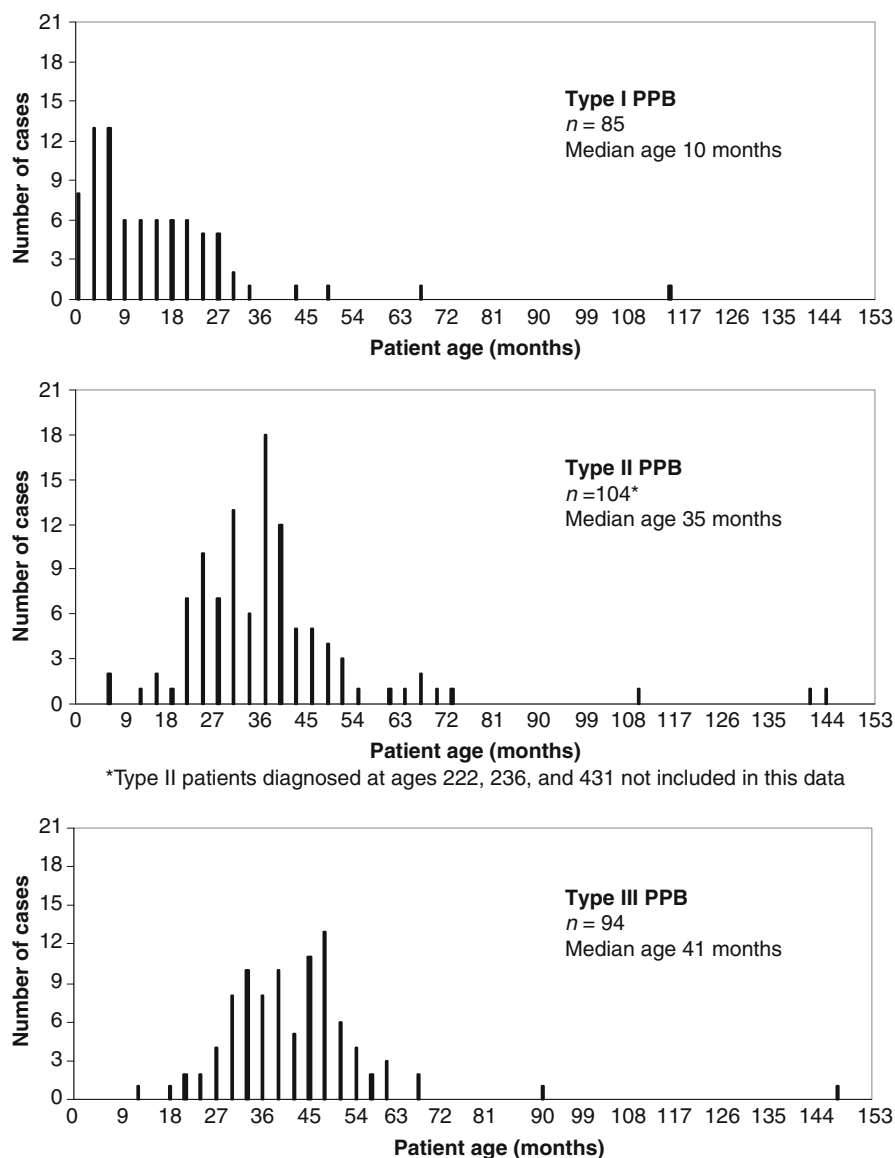 21
18
15
12
9
6
3
0
Number of cases
Type I PPB
n = 85
Median age 10 months
0 9 18 27 36 45 54 63 72 81 90 99 108 117 126 135 144 153
Patient age (months)
21
18
15
12
9
6
3
0
Number of cases
Type II PPB
n =104*
Median age 35 months
0 9 18 27 36 45 54 63 72 81 90 99 108 117 126 135 144 153
Patient age (months)
*Type II patients diagnosed at ages 222, 236, and 431 not included in this data
21
18
15
12
9
6
3
0
Number of cases
Type III PPB
n = 94
Median age 41 months
0 9 18 27 36 45 54 63 72 81 90 99 108 117 126 135 144 153
Patient age (months)